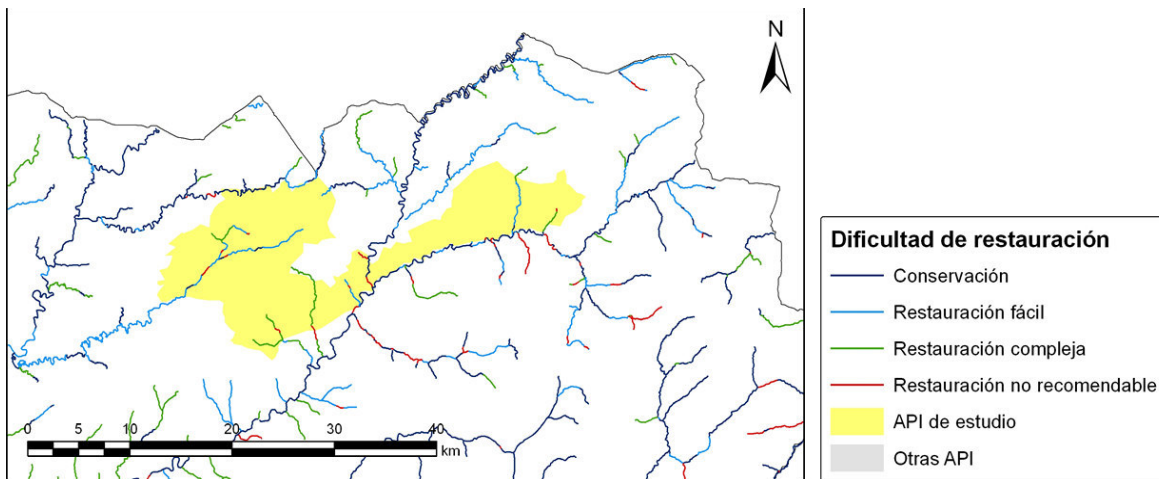 N
0 5 10 20 30 40
km
Dificultad de restauración
Conservación
Restauración fácil
Restauración compleja
Restauración no recomendable
API de estudio
Otras API